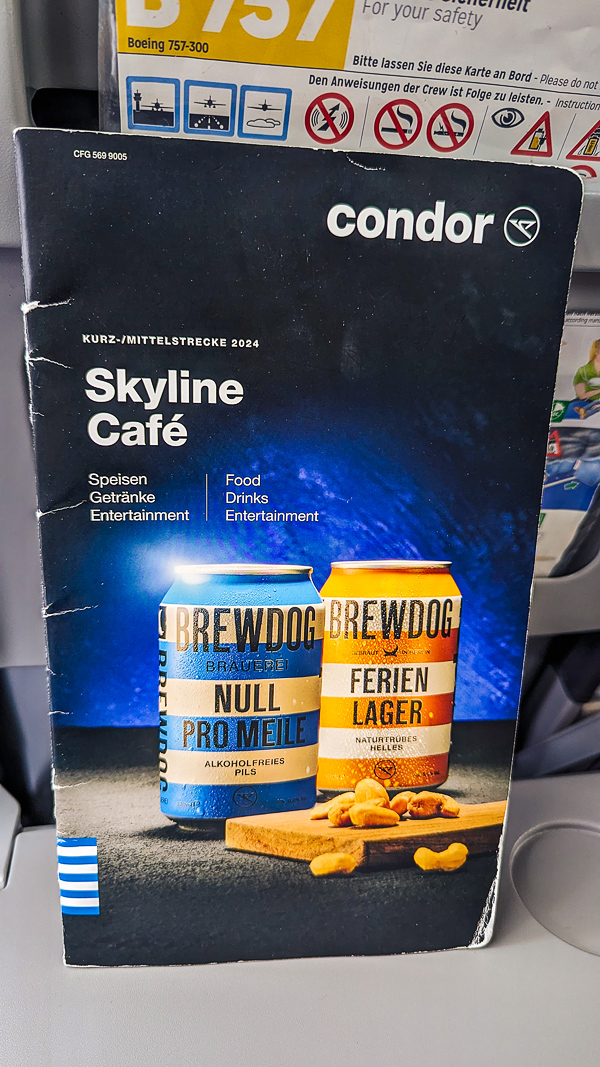 B 757
For your safety
Boeing 757-300
Bitte lassen Sie diese Karte an Bord - Please do not
Den Anweisungen der Crew ist Folge zu leisten. - Instruction
CFG 569 9005
condor
KURZ-/MITTELSTRECKE 2024
Skyline
Café
Speisen
Getränke
Entertainment
Food
Drinks
Entertainment
BREWDOG
BRAUEREI
NULL
PRO MEILE
ALKOHOLFREIES
PILS
BREWDOG
BREWDOG
FERIEN
LAGER
NATURTRÜBES
HELLES